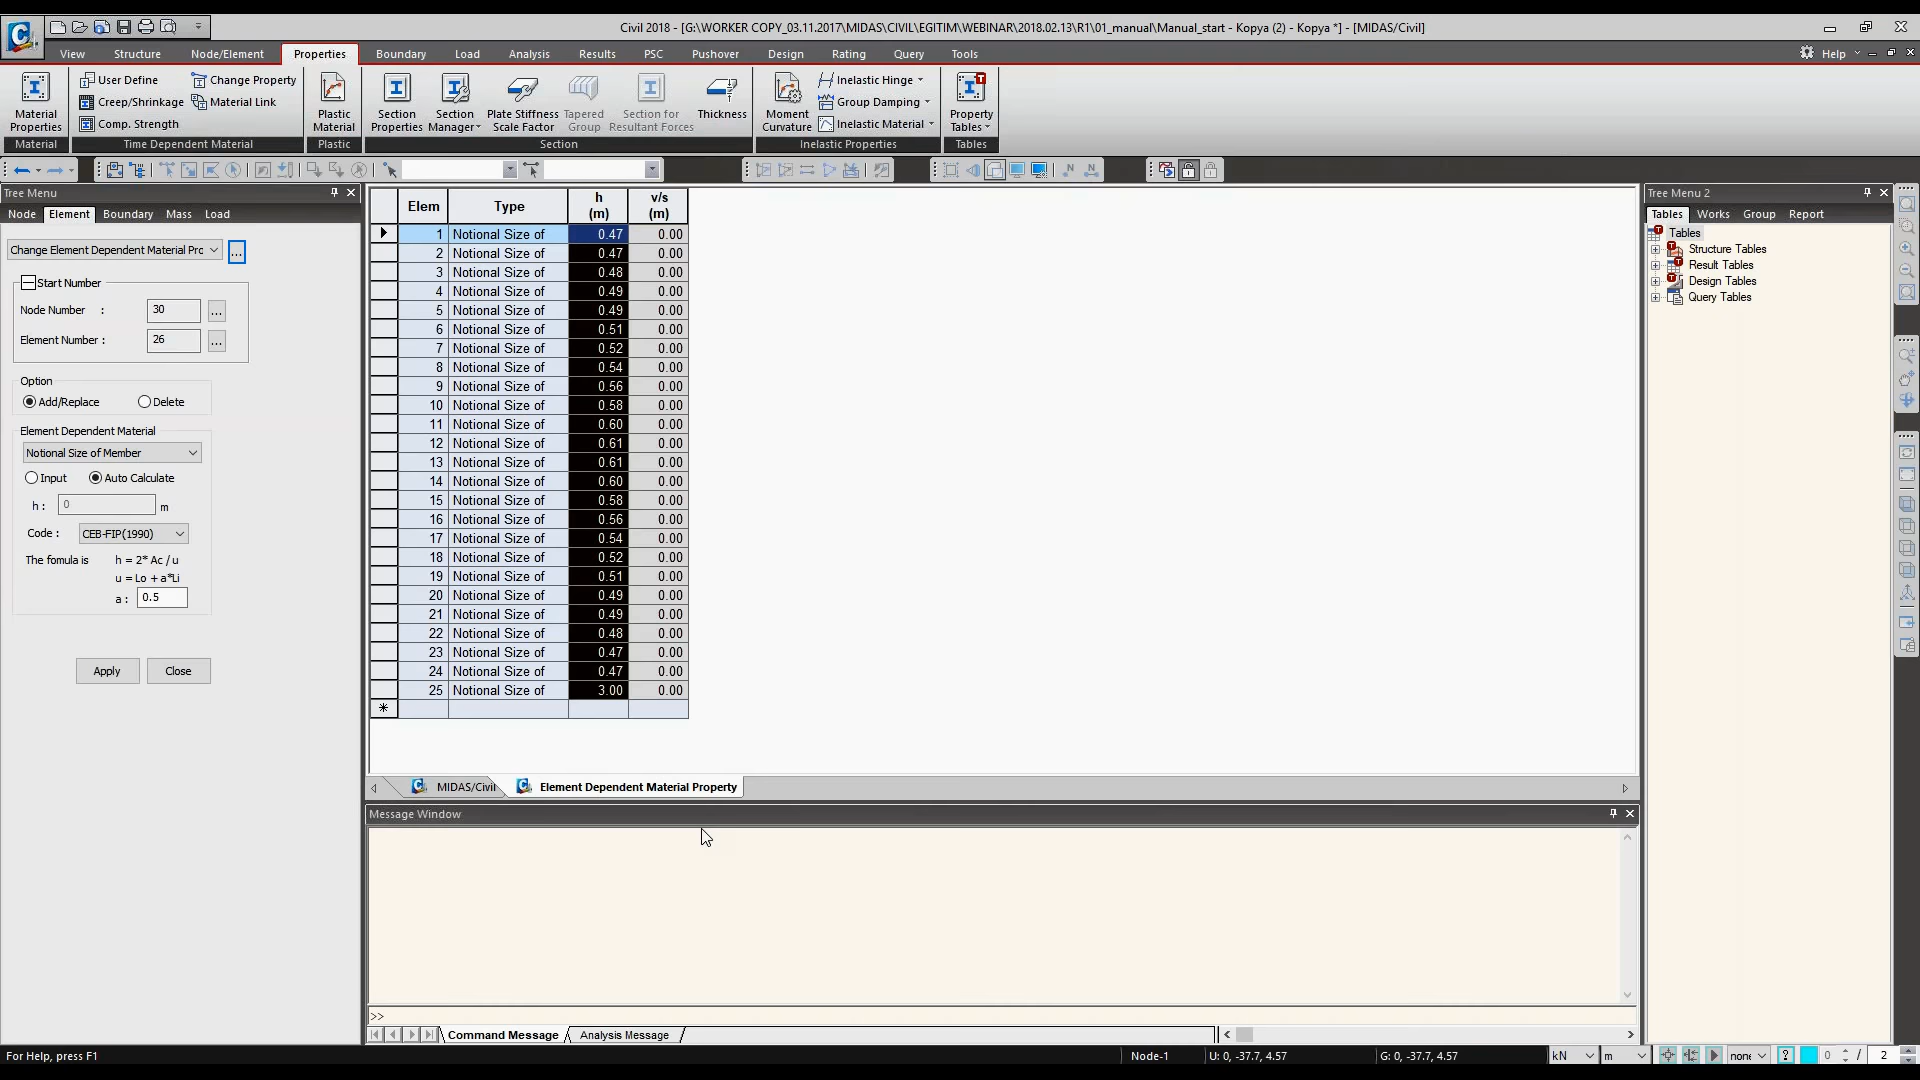 Civil 2018 - [G:\WORKER COPY_03.11.2017\MIDAS\CIVIL\EGITIM\WEBINAR\2018.02.13\R1\01_manual\Manual_start - Kopya (2) - Kopya *] - [MIDAS/Civil]
View Structure Node/Element Properties Boundary Load Analysis Results PSC Pushover Design Rating Query Tools Help
Material Properties
User Define
Creep/Shrinkage
Comp. Strength
Change Property
Material Link
Plastic Material
Section Properties
Section Manager
Plate Stiffness Scale Factor
Tapered Group
Section for Resultant Forces
Thickness
Moment Curvature
Inelastic Hinge
Group Damping
Inelastic Material
Property Tables
Material Time Dependent Material Plastic Section Inelastic Properties Tables
Tree Menu
Node Element Boundary Mass Load
Change Element Dependent Material Prc ...
Start Number
Node Number : 30 ...
Element Number : 26 ...
Option
Add/Replace Delete
Element Dependent Material
Notional Size of Member
Input Auto Calculate
h : 0 m
Code : CEB-FIP(1990)
The fomula is h = 2* Ac / u
u = Lo + a*Li
a : 0.5
Apply Close
Elem Type h (m) v/s (m)
1 Notional Size of 0.47 0.00
2 Notional Size of 0.47 0.00
3 Notional Size of 0.48 0.00
4 Notional Size of 0.49 0.00
5 Notional Size of 0.49 0.00
6 Notional Size of 0.51 0.00
7 Notional Size of 0.52 0.00
8 Notional Size of 0.54 0.00
9 Notional Size of 0.56 0.00
10 Notional Size of 0.58 0.00
11 Notional Size of 0.60 0.00
12 Notional Size of 0.61 0.00
13 Notional Size of 0.61 0.00
14 Notional Size of 0.60 0.00
15 Notional Size of 0.58 0.00
16 Notional Size of 0.56 0.00
17 Notional Size of 0.54 0.00
18 Notional Size of 0.52 0.00
19 Notional Size of 0.51 0.00
20 Notional Size of 0.49 0.00
21 Notional Size of 0.49 0.00
22 Notional Size of 0.48 0.00
23 Notional Size of 0.47 0.00
24 Notional Size of 0.47 0.00
25 Notional Size of 3.00 0.00
MIDAS/Civil Element Dependent Material Property
Message Window
>>
Command Message Analysis Message
Tree Menu 2
Tables Works Group Report
Tables
Structure Tables
Result Tables
Design Tables
Query Tables
For Help, press F1 Node-1 U: 0, -37.7, 4.57 G: 0, -37.7, 4.57 kN m none ? 0 / 2